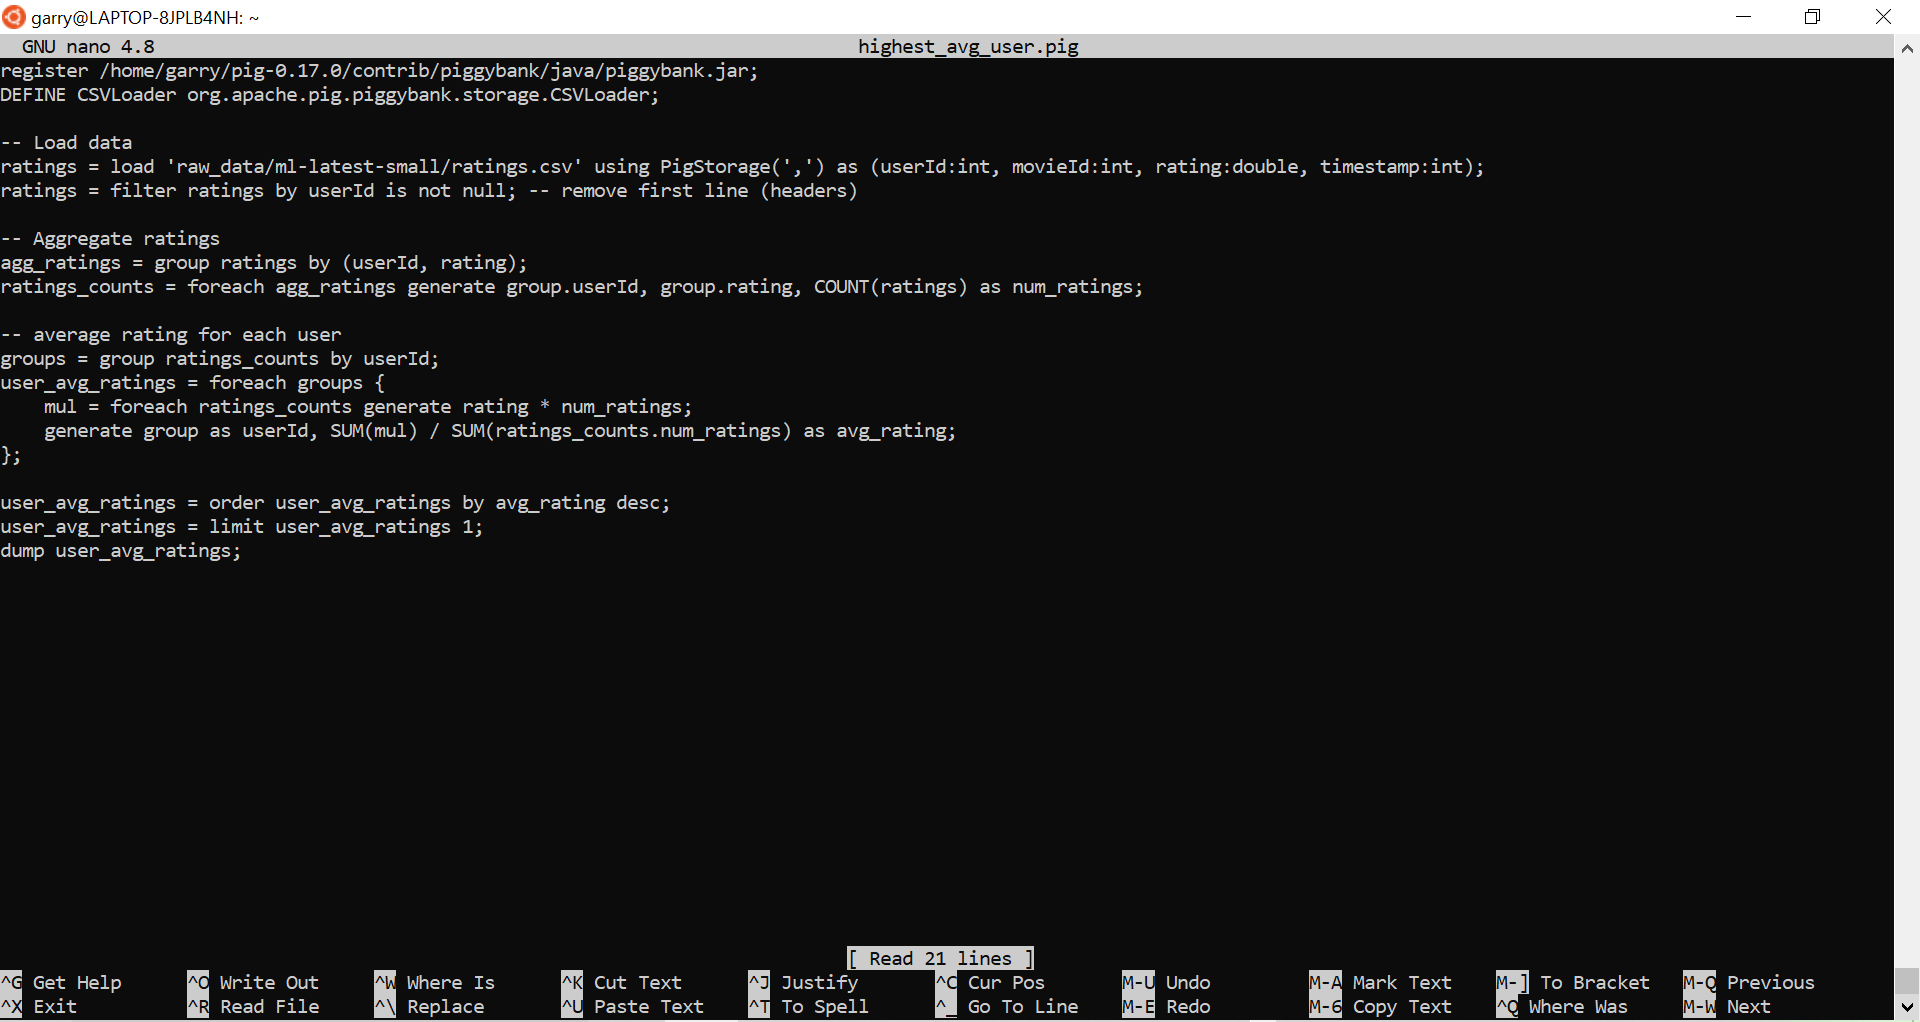 garry@LAPTOP-8JPLB4NH: ~
GNU nano 4.8 highest_avg_user.pig
register /home/garry/pig-0.17.0/contrib/piggybank/java/piggybank.jar;
DEFINE CSVLoader org.apache.pig.piggybank.storage.CSVLoader;
-- Load data
ratings = load 'raw_data/ml-latest-small/ratings.csv' using PigStorage(',') as (userId:int, movieId:int, rating:double, timestamp:int);
ratings = filter ratings by userId is not null; -- remove first line (headers)
-- Aggregate ratings
agg_ratings = group ratings by (userId, rating);
ratings_counts = foreach agg_ratings generate group.userId, group.rating, COUNT(ratings) as num_ratings;
-- average rating for each user
groups = group ratings_counts by userId;
user_avg_ratings = foreach groups {
    mul = foreach ratings_counts generate rating * num_ratings;
    generate group as userId, SUM(mul) / SUM(ratings_counts.num_ratings) as avg_rating;
};
user_avg_ratings = order user_avg_ratings by avg_rating desc;
user_avg_ratings = limit user_avg_ratings 1;
dump user_avg_ratings;
[ Read 21 lines ]
^G Get Help ^O Write Out ^W Where Is ^K Cut Text ^J Justify ^C Cur Pos M-U Undo M-A Mark Text M-] To Bracket M-Q Previous
^X Exit ^R Read File ^\ Replace ^U Paste Text ^T To Spell ^_ Go To Line M-E Redo M-6 Copy Text ^Q Where Was M-W Next